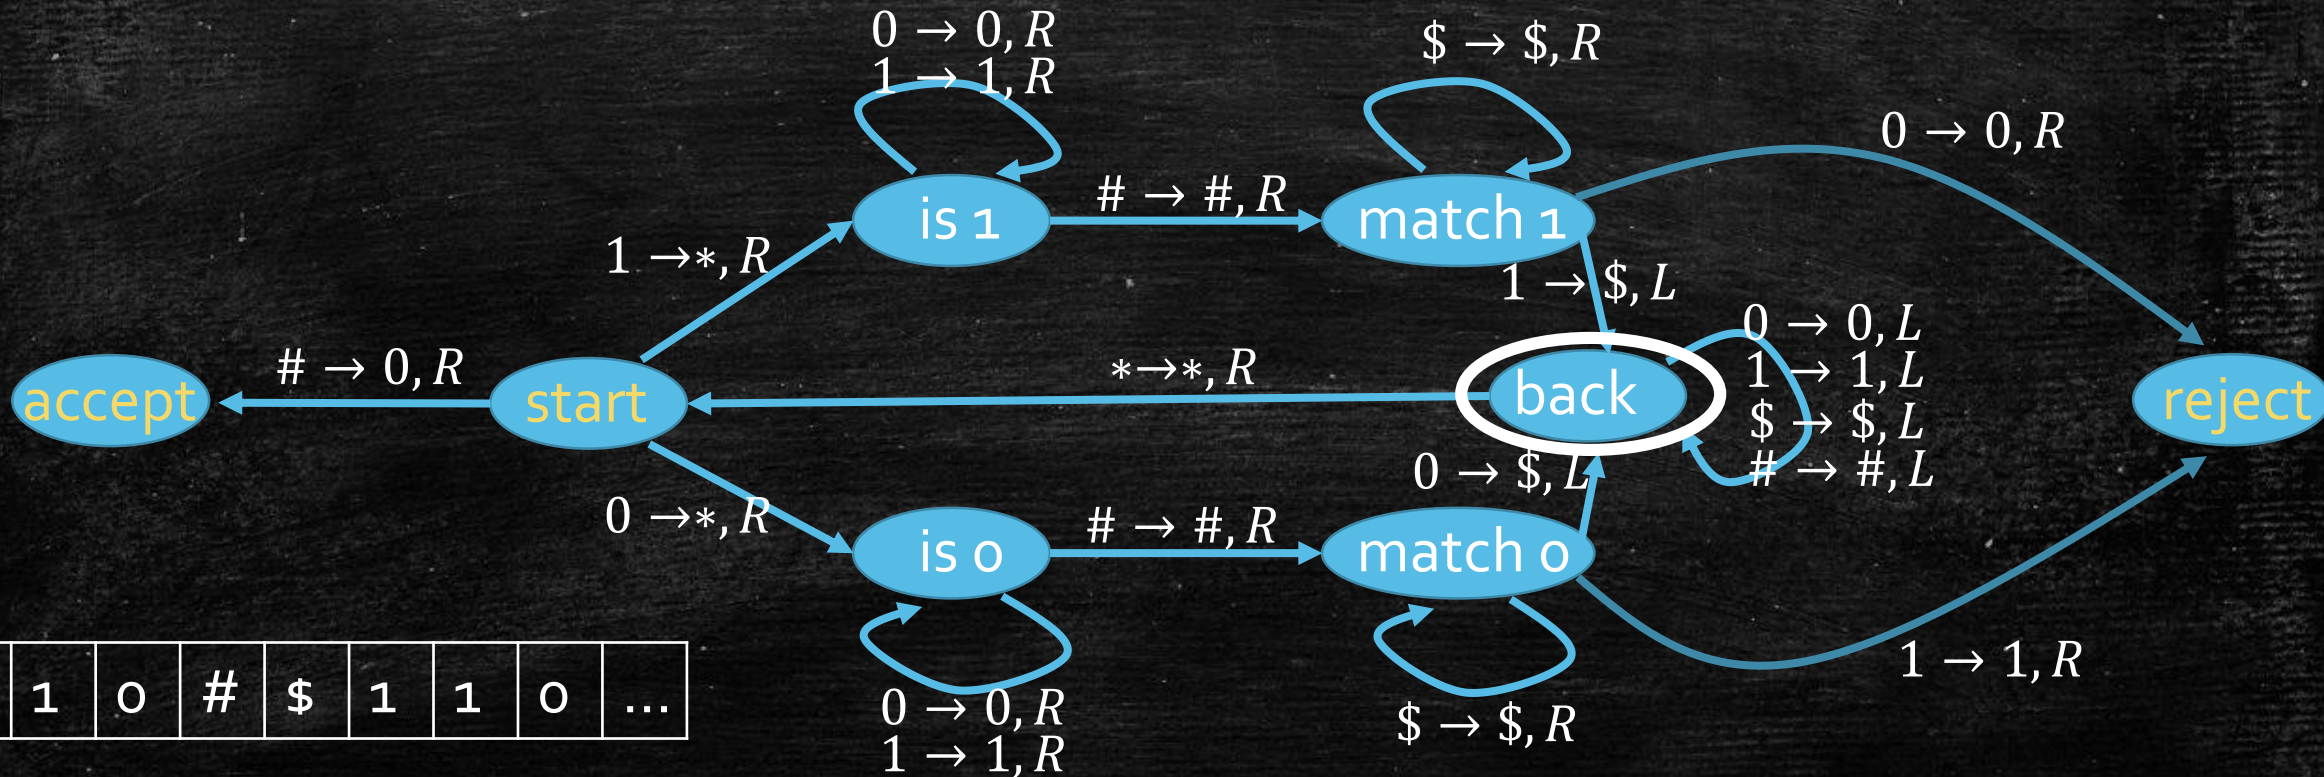 0 → 0, R
1 → 1, R
$ → $, R
0 → 0, R
is 1
# → #, R
match 1
1 →*, R
1 → $, L
0 → 0, L
1 → 1, L
$ → $, L
# → #, L
accept
# → 0, R
start
*→*, R
back
reject
0 → $, L
0 →*, R
is 0
# → #, R
match 0
1 → 1, R
0 → 0, R
1 → 1, R
$ → $, R
1 0 # $ 1 1 0 ...